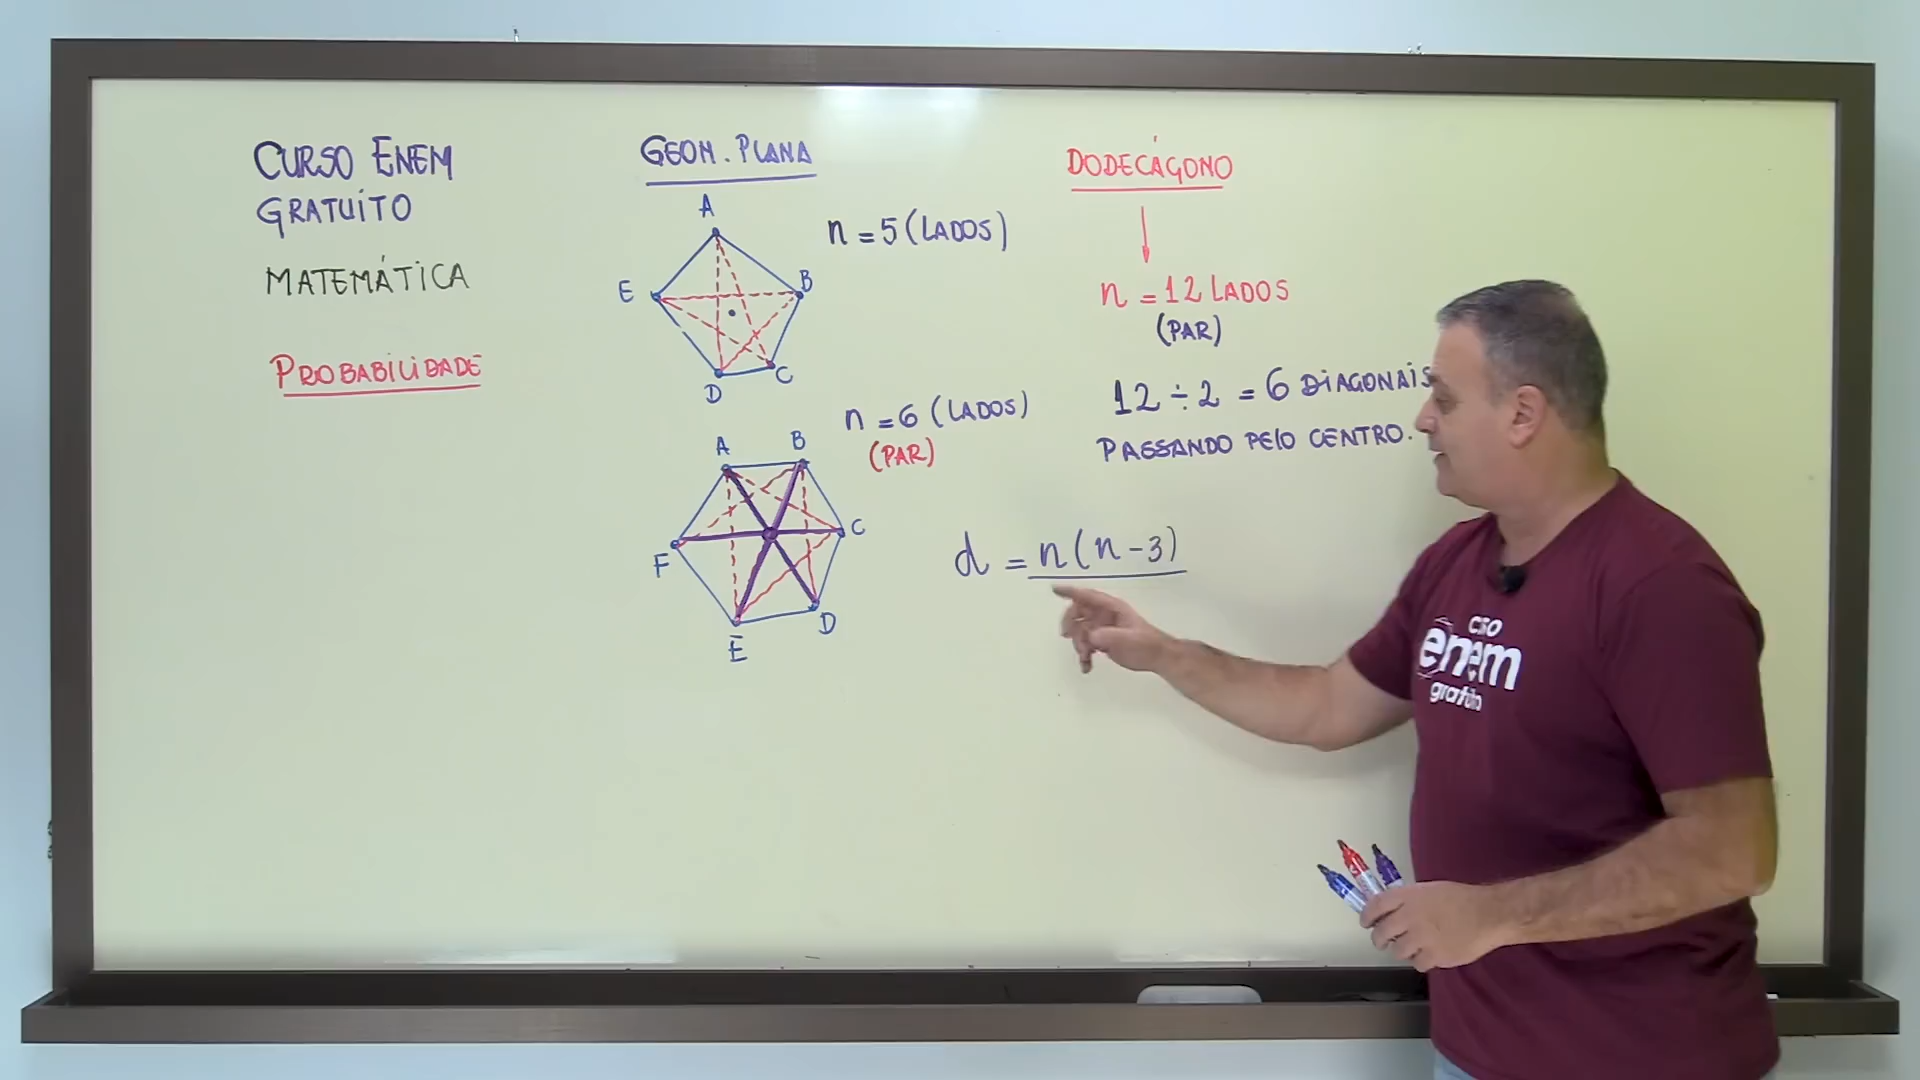 CURSO ENEM
GRATUÍTO
MATEMÁTICA
PROBABILIDADE
GEOM. PLANA
A
B
C
D
E
n = 5 (LADOS)
n = 6 (LADOS)
(PAR)
A
B
C
D
E
F
DODECÁGONO
n = 12 LADOS
(PAR)
12 ÷ 2 = 6 DIAGONAIS
PASSANDO PELO CENTRO.
d = n(n-3)
enem
gratuito